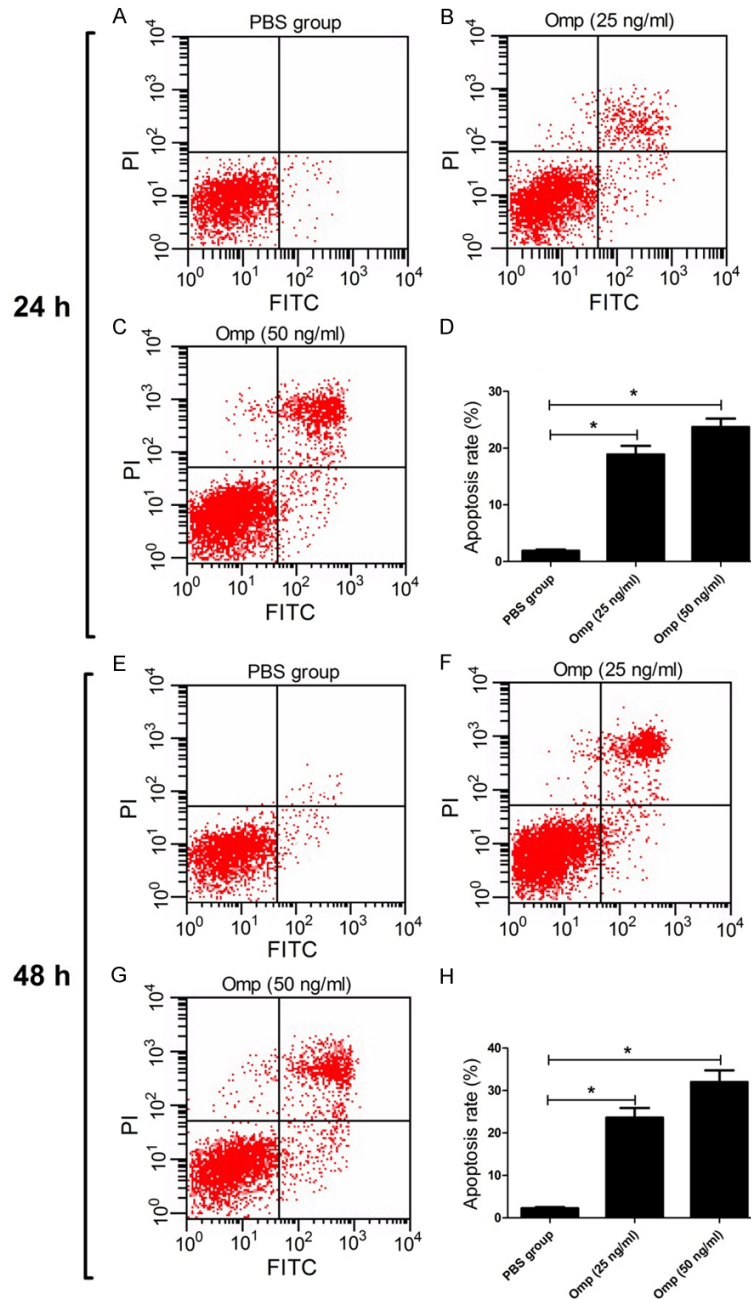 24 h
A
PBS group
10^4
10^3
10^2
10^1
10^0
PI
10^0 10^1 10^2 10^3 10^4
FITC
B
Omp (25 ng/ml)
10^4
10^3
10^2
10^1
10^0
PI
10^0 10^1 10^2 10^3 10^4
FITC
C
Omp (50 ng/ml)
10^4
10^3
10^2
10^1
10^0
PI
10^0 10^1 10^2 10^3 10^4
FITC
D
Apoptosis rate (%)
30
20
10
0
*
*
PBS group
Omp (25 ng/ml)
Omp (50 ng/ml)
48 h
E
PBS group
10^4
10^3
10^2
10^1
10^0
PI
10^0 10^1 10^2 10^3 10^4
FITC
F
Omp (25 ng/ml)
10^4
10^3
10^2
10^1
10^0
PI
10^0 10^1 10^2 10^3 10^4
FITC
G
Omp (50 ng/ml)
10^4
10^3
10^2
10^1
10^0
PI
10^0 10^1 10^2 10^3 10^4
FITC
H
Apoptosis rate (%)
40
30
20
10
0
*
*
PBS group
Omp (25 ng/ml)
Omp (50 ng/ml)